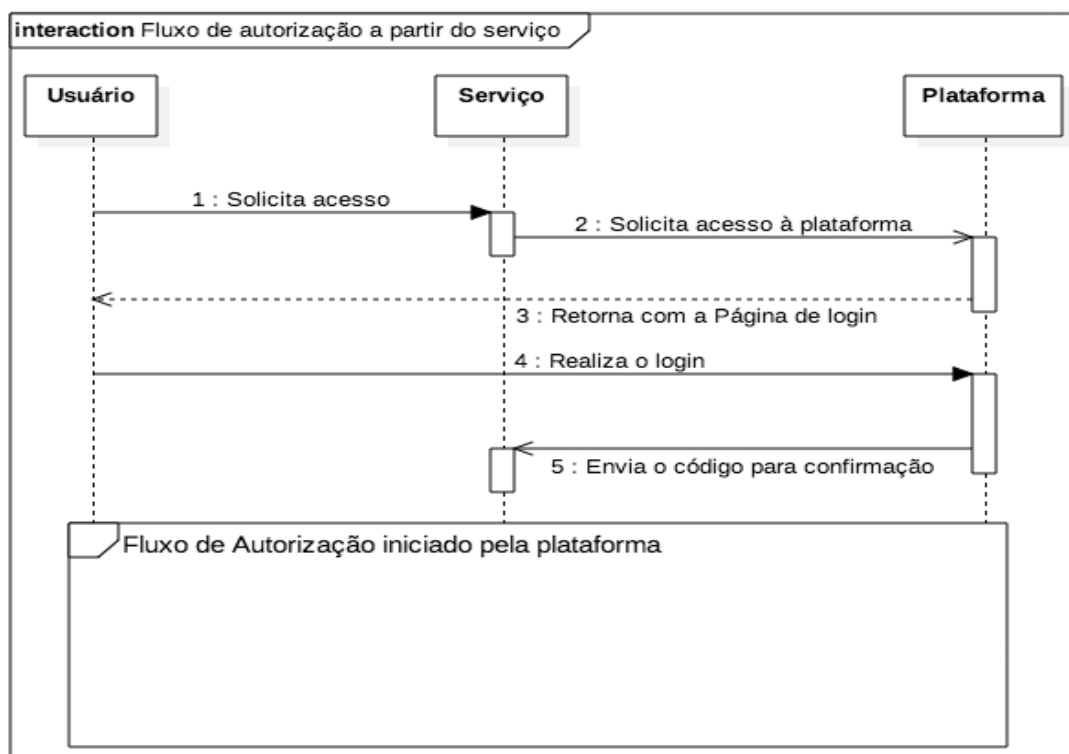 interaction Fluxo de autorização a partir do serviço
Usuário
Serviço
Plataforma
1 : Solicita acesso
2 : Solicita acesso à plataforma
3 : Retorna com a Página de login
4 : Realiza o login
5 : Envia o código para confirmação
Fluxo de Autorização iniciado pela plataforma